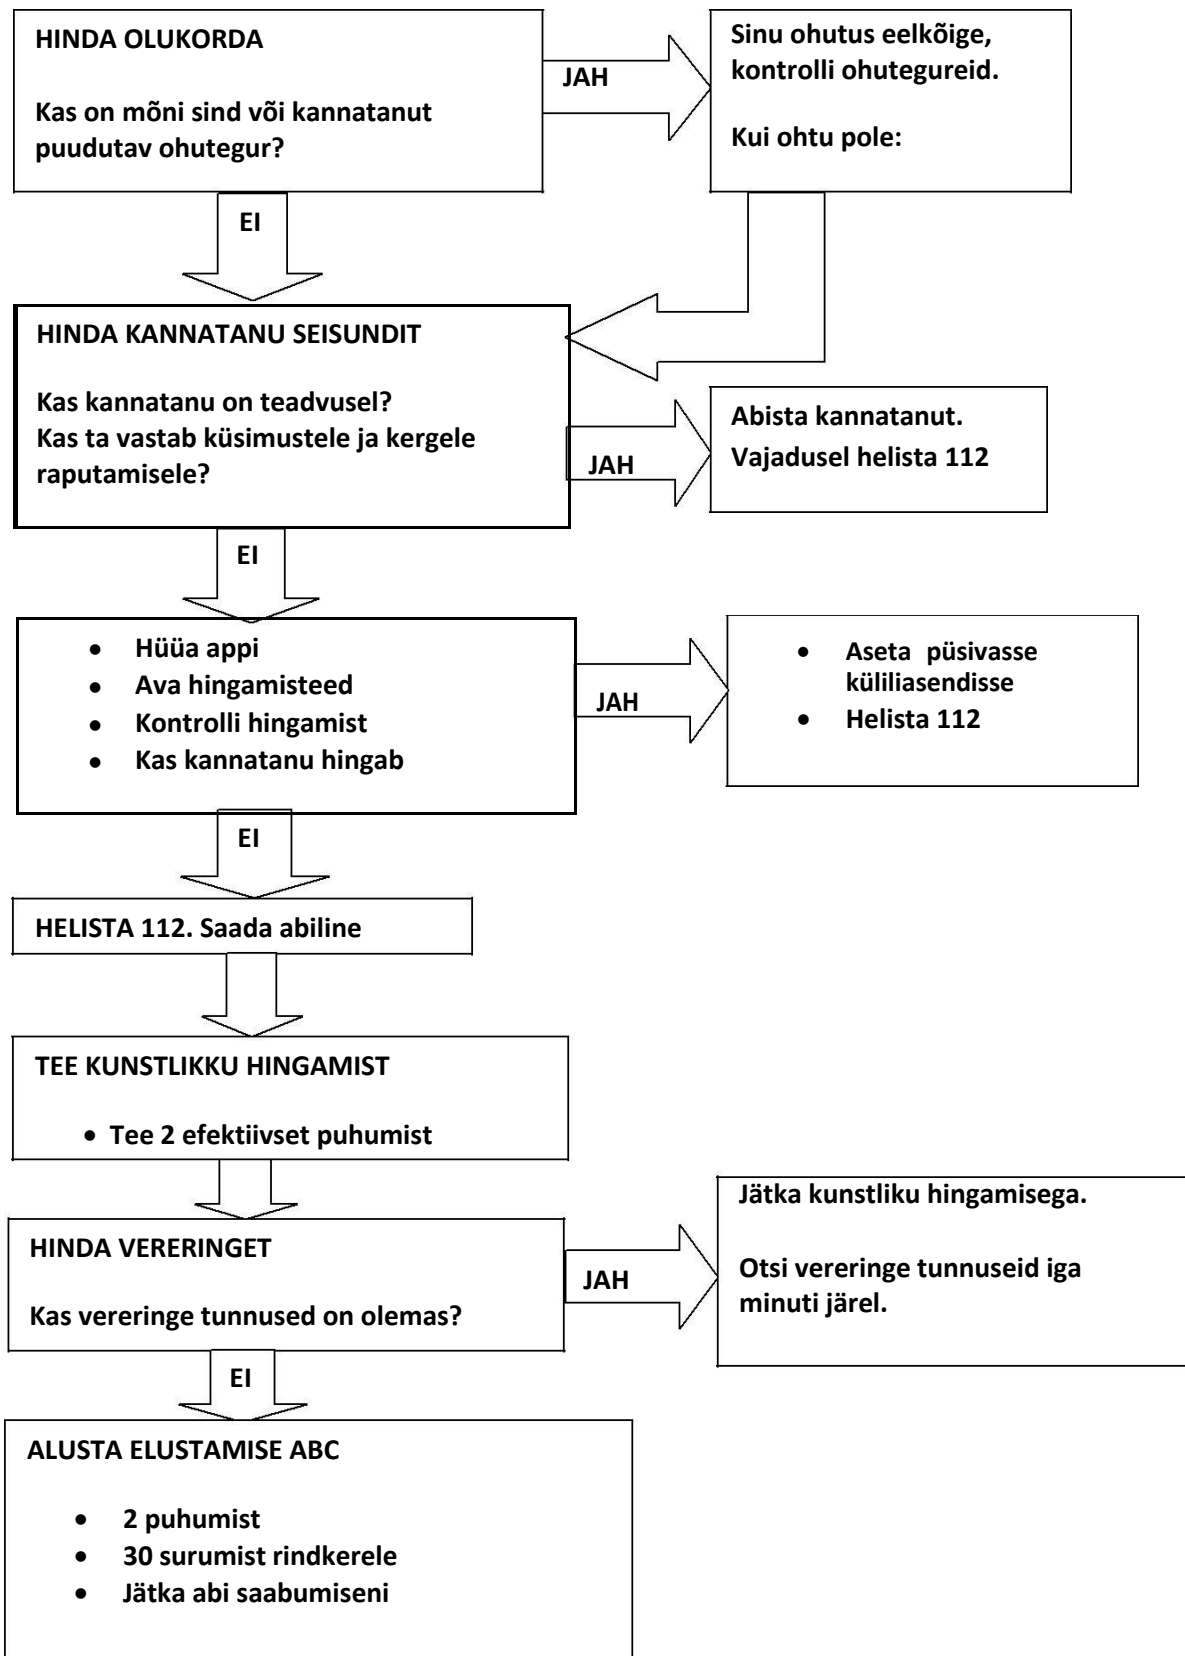 HINDA OLUKORDA
Kas on mõni sind või kannatanut
puudutav ohutegur?
JAH
Sinu ohutus eelkõige,
kontrolli ohutegureid.
Kui ohtu pole:
EI
HINDA KANNATANU SEISUNDIT
Kas kannatanu on teadvusel?
Kas ta vastab küsimustele ja kergele
raputamisele?
JAH
Abista kannatanut.
Vajadusel helista 112
EI
• Hüüa appi
• Ava hingamisteed
• Kontrolli hingamist
• Kas kannatanu hingab
JAH
• Aseta püsivasse
küliliasendisse
• Helista 112
EI
HELISTA 112. Saada abiline
TEE KUNSTLIKKU HINGAMIST
• Tee 2 efektiivset puhumist
HINDA VERERINGET
Kas vereringe tunnused on olemas?
JAH
Jätka kunstliku hingamisega.
Otsi vereringe tunnuseid iga
minuti järel.
EI
ALUSTA ELUSTAMISE ABC
• 2 puhumist
• 30 surumist rindkerele
• Jätka abi saabumiseni